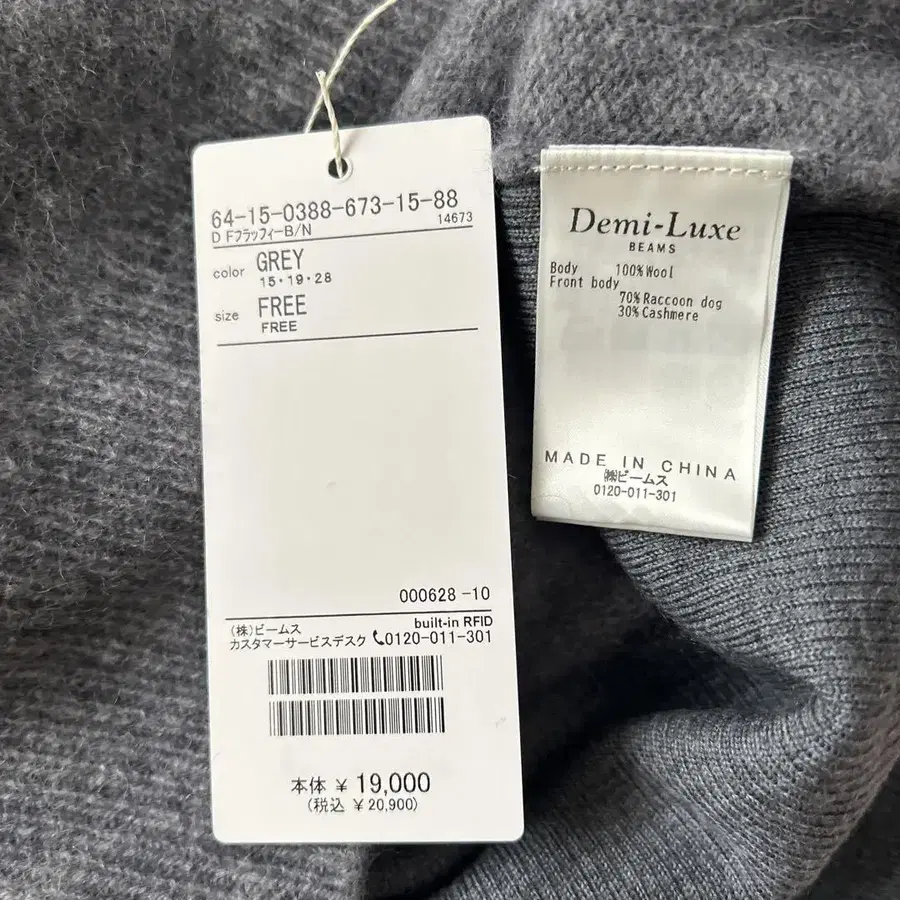 64-15-0388-673-15-88
D FフラッフィーB/N 14673
color GREY
15・19・28
size FREE
FREE
000628 -10
built-in RFID
(株)ビームス
カスタマーサービスデスク 0120-011-301
本体 ¥ 19,000
(税込 ¥ 20,900)
Demi-Luxe
BEAMS
Body 100% Wool
Front body
70% Raccoon dog
30% Cashmere
MADE IN CHINA
㈱ビームス
0120-011-301